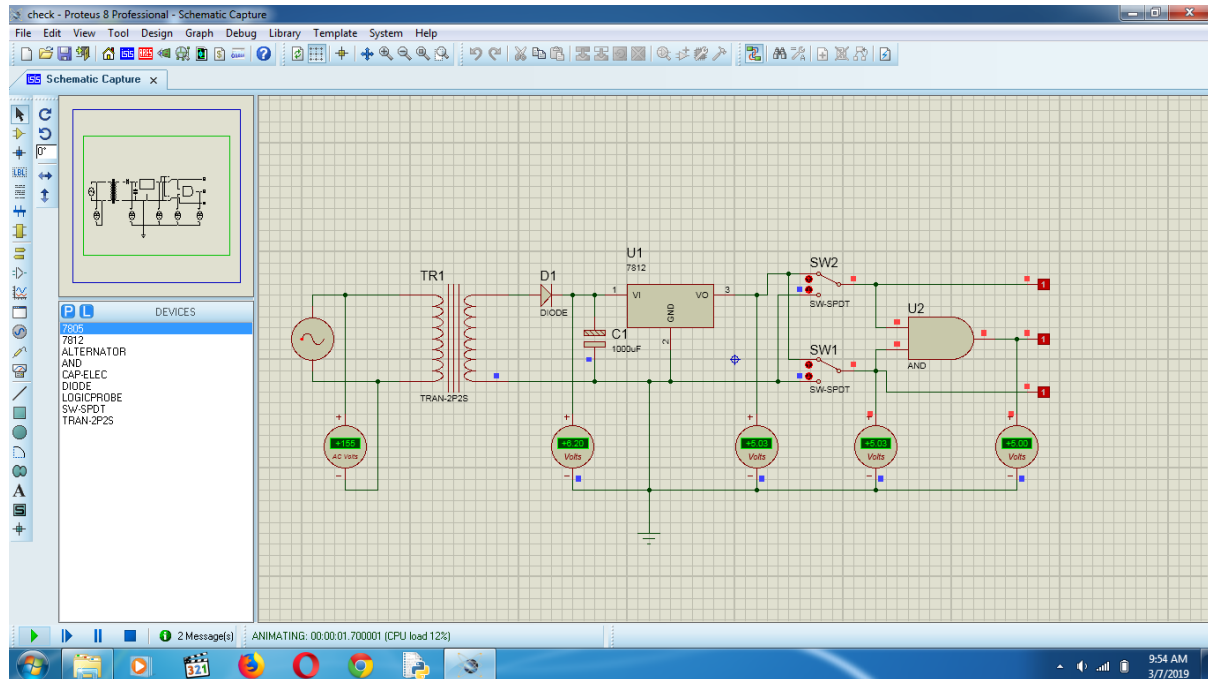 check - Proteus 8 Professional - Schematic Capture
File Edit View Tool Design Graph Debug Library Template System Help
Schematic Capture x
0°
LBL
P L DEVICES
7805
7812
ALTERNATOR
AND
CAP-ELEC
DIODE
LOGICPROBE
SW-SPDT
TRAN-2P2S
A
S
TR1
TRAN-2P2S
D1
DIODE
C1
1000uF
U1
7812
1 VI VO 3
GND
2
SW2
SW-SPDT
SW1
SW-SPDT
U2
AND
1
1
1
+155
AC Volts
+6.20
Volts
+5.03
Volts
+5.03
Volts
+5.00
Volts
2 Message(s) ANIMATING: 00:00:01.700001 (CPU load 12%)
321
9:54 AM
3/7/2019